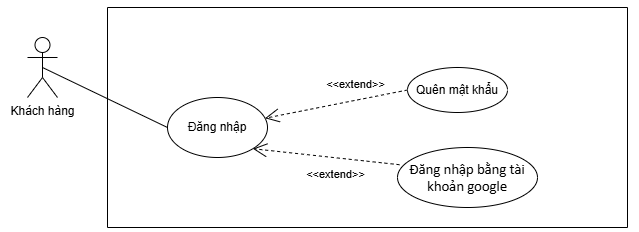 <<extend>>
Quên mật khẩu
Khách hàng
Đăng nhập
Đăng nhập bằng tài
khoản google
<<extend>>